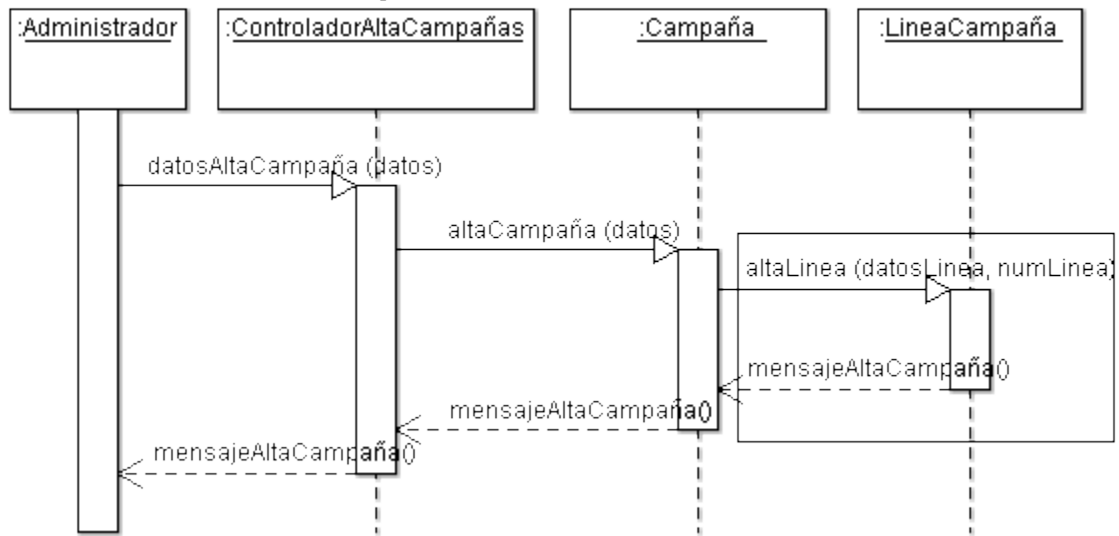 :Administrador
:ControladorAltaCampañas
:Campaña
:LineaCampaña
datosAltaCampaña (datos)
altaCampaña (datos)
altaLinea (datosLinea, numLinea)
mensajeAltaCampaña()
mensajeAltaCampaña()
mensajeAltaCampaña()